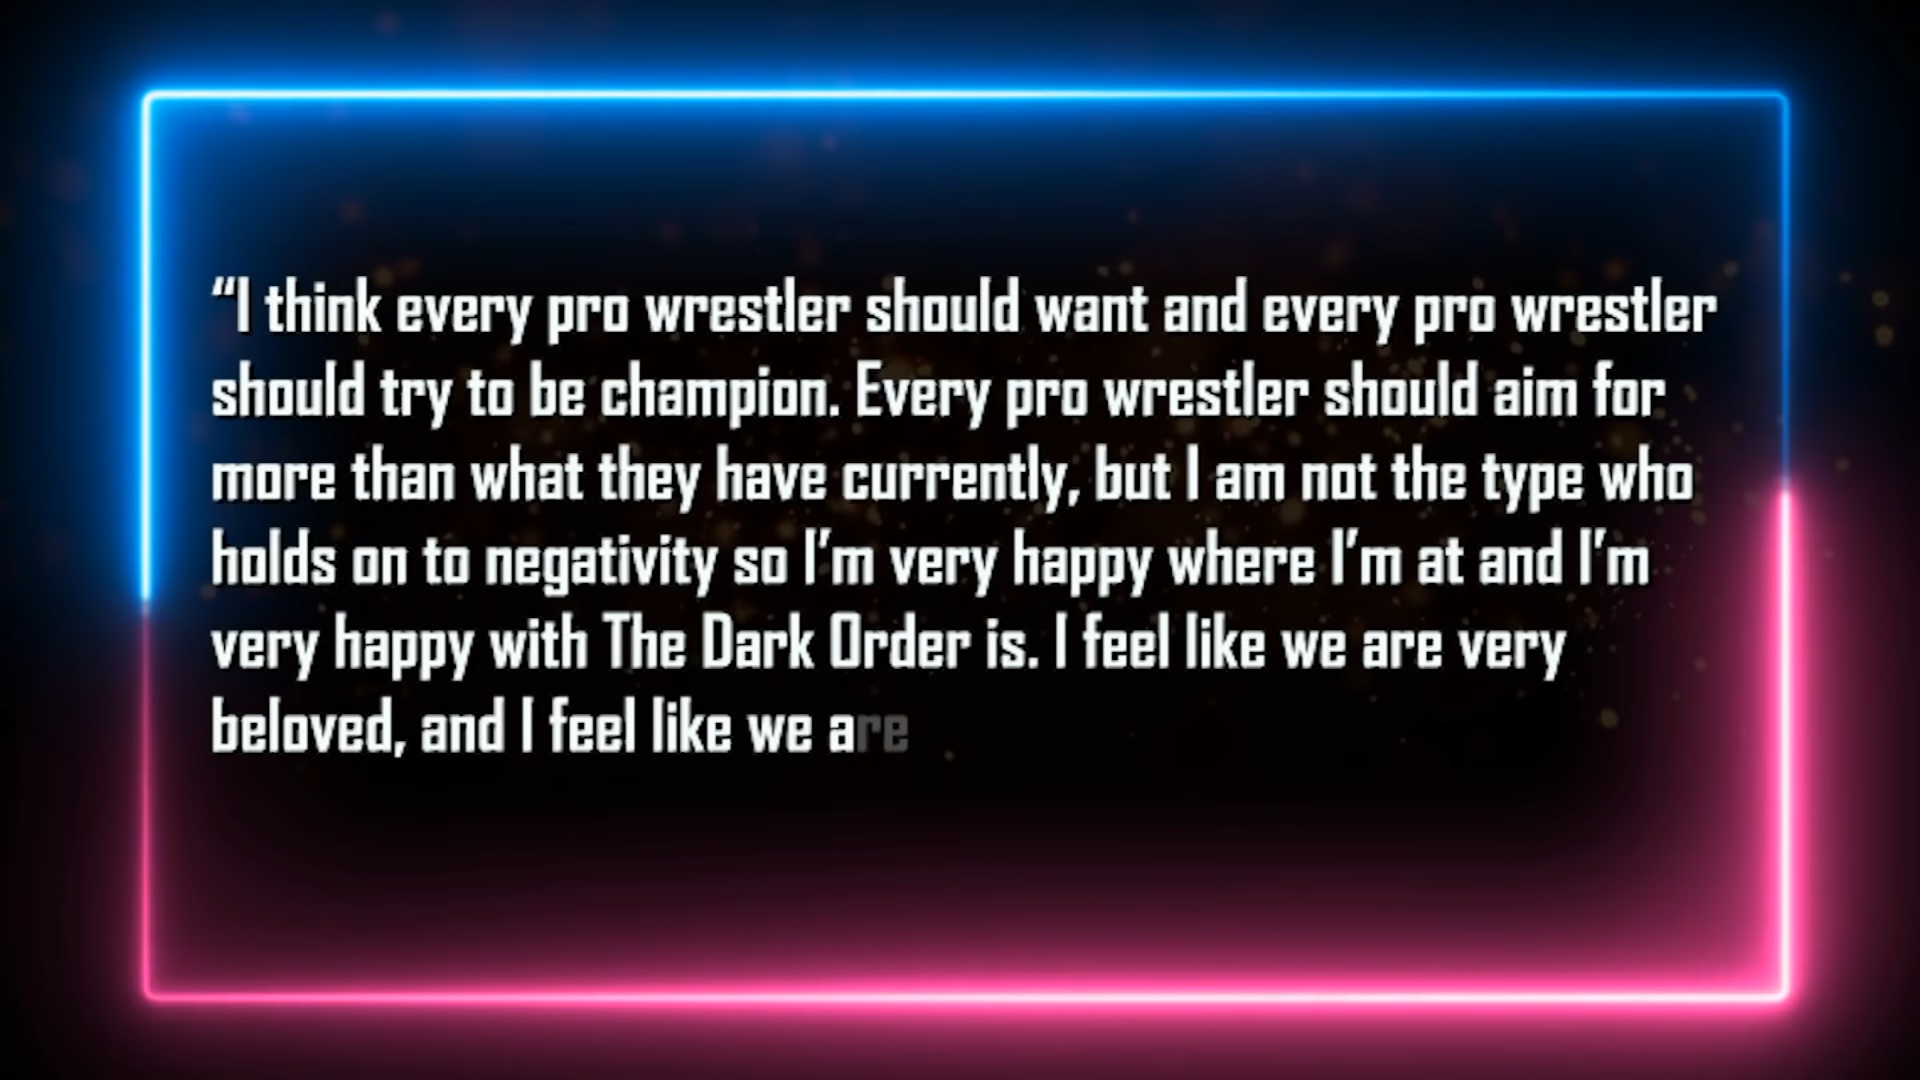 “I think every pro wrestler should want and every pro wrestler
should try to be champion. Every pro wrestler should aim for
more than what they have currently, but I am not the type who
holds on to negativity so I’m very happy where I’m at and I’m
very happy with The Dark Order is. I feel like we are very
beloved, and I feel like we are